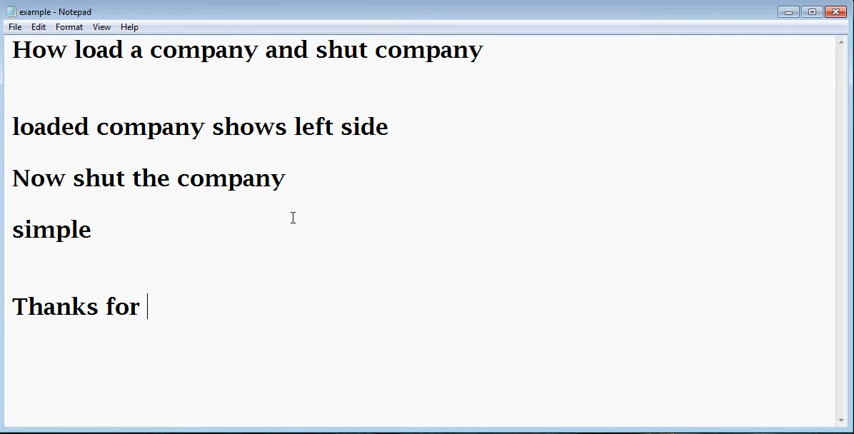 example - Notepad
File Edit Format View Help
How load a company and shut company
loaded company shows left side
Now shut the company
simple
Thanks for